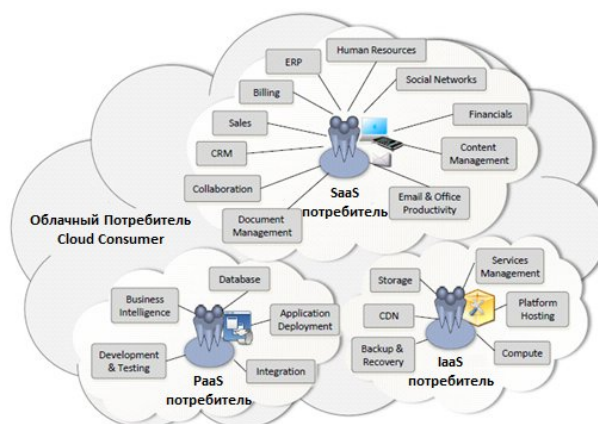 Human Resources
ERP
Social Networks
Billing
Financials
Sales
Content
Management
CRM
SaaS
потребитель
Collaboration
Email & Office
Productivity
Document
Management
Облачный Потребитель
Cloud Consumer
Database
Business
Intelligence
Application
Deployment
Development
& Testing
Integration
PaaS
потребитель
Services
Management
Storage
Platform
Hosting
CDN
Backup &
Recovery
Compute
IaaS
потребитель